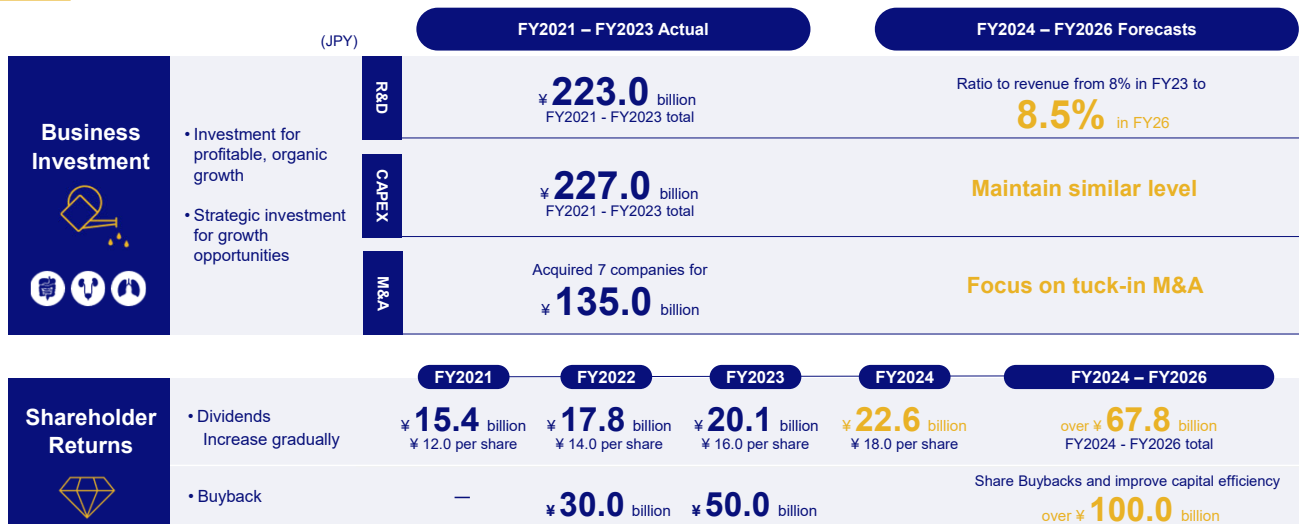 (JPY)
FY2021 – FY2023 Actual
FY2024 – FY2026 Forecasts
Business
Investment
• Investment for
profitable, organic
growth
• Strategic investment
for growth
opportunities
R&D
¥ 223.0 billion
FY2021 - FY2023 total
Ratio to revenue from 8% in FY23 to
8.5% in FY26
CAPEX
¥ 227.0 billion
FY2021 - FY2023 total
Maintain similar level
M&A
Acquired 7 companies for
¥ 135.0 billion
Focus on tuck-in M&A
FY2021
FY2022
FY2023
FY2024
FY2024 – FY2026
Shareholder
Returns
• Dividends
Increase gradually
¥ 15.4 billion
¥ 12.0 per share
¥ 17.8 billion
¥ 14.0 per share
¥ 20.1 billion
¥ 16.0 per share
¥ 22.6 billion
¥ 18.0 per share
over ¥ 67.8 billion
FY2024 - FY2026 total
• Buyback
—
¥ 30.0 billion
¥ 50.0 billion
Share Buybacks and improve capital efficiency
over ¥ 100.0 billion